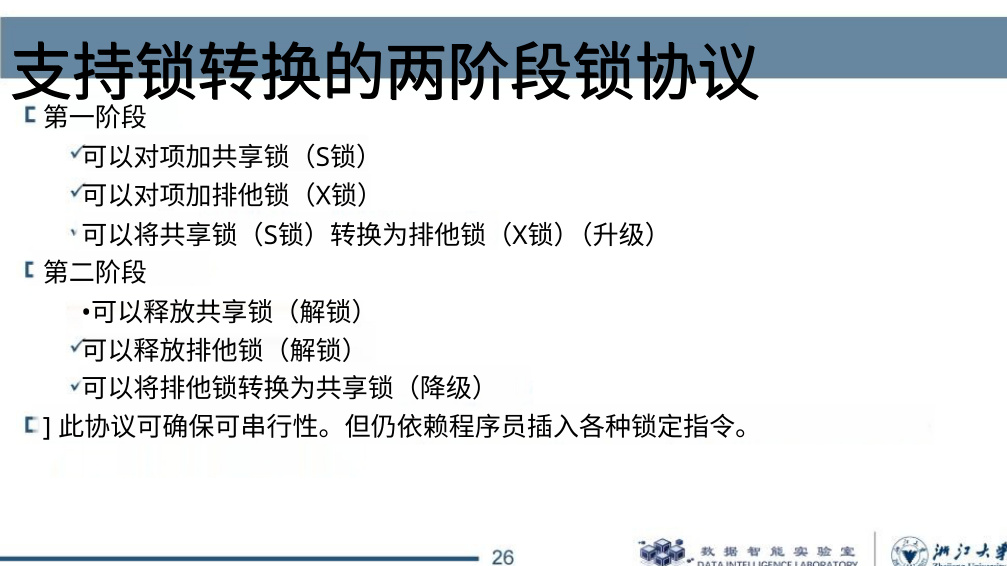 支持锁转换的两阶段锁协议
第一阶段
可以对项加共享锁（S锁）
可以对项加排他锁（X锁）
可以将共享锁（S锁）转换为排他锁（X锁）（升级）
第二阶段
•可以释放共享锁（解锁）
可以释放排他锁（解锁）
可以将排他锁转换为共享锁（降级）
] 此协议可确保可串行性。但仍依赖程序员插入各种锁定指令。
26
数据智能实验室
DATA INTELLIGENCE LABORATORY
浙江大学
Zhejiang University